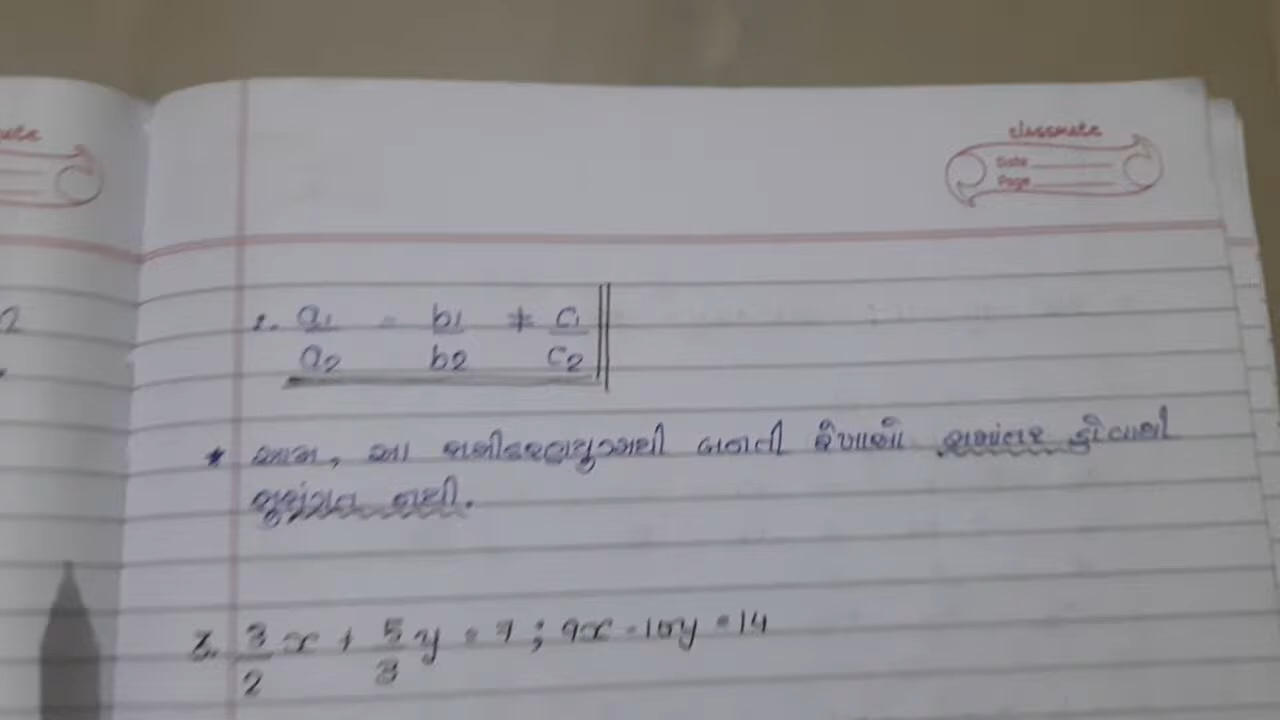 classmate
Date
Page
2
∴ a₁/a₂ = b₁/b₂ ≠ c₁/c₂
* આમ, આ સમીકરણયુગ્મથી બનતી રેખાઓ સમાંતર હોવાથી
સુસંગત નથી.
3. 3/2 x + 5/3 y = 7 ; 9x - 10y = 14